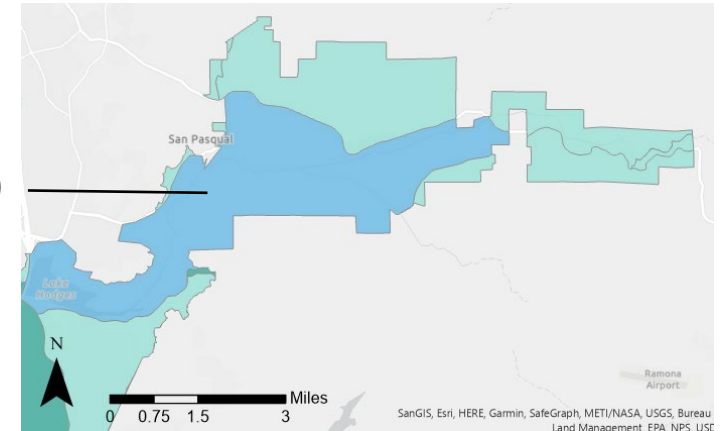 San Pasqual
Lake
Hodges
N
Miles
0 0.75 1.5 3
Ramona
Airport
SanGIS, Esri, HERE, Garmin, SafeGraph, METI/NASA, USGS, Bureau
Land Management, EPA, NPS, USD